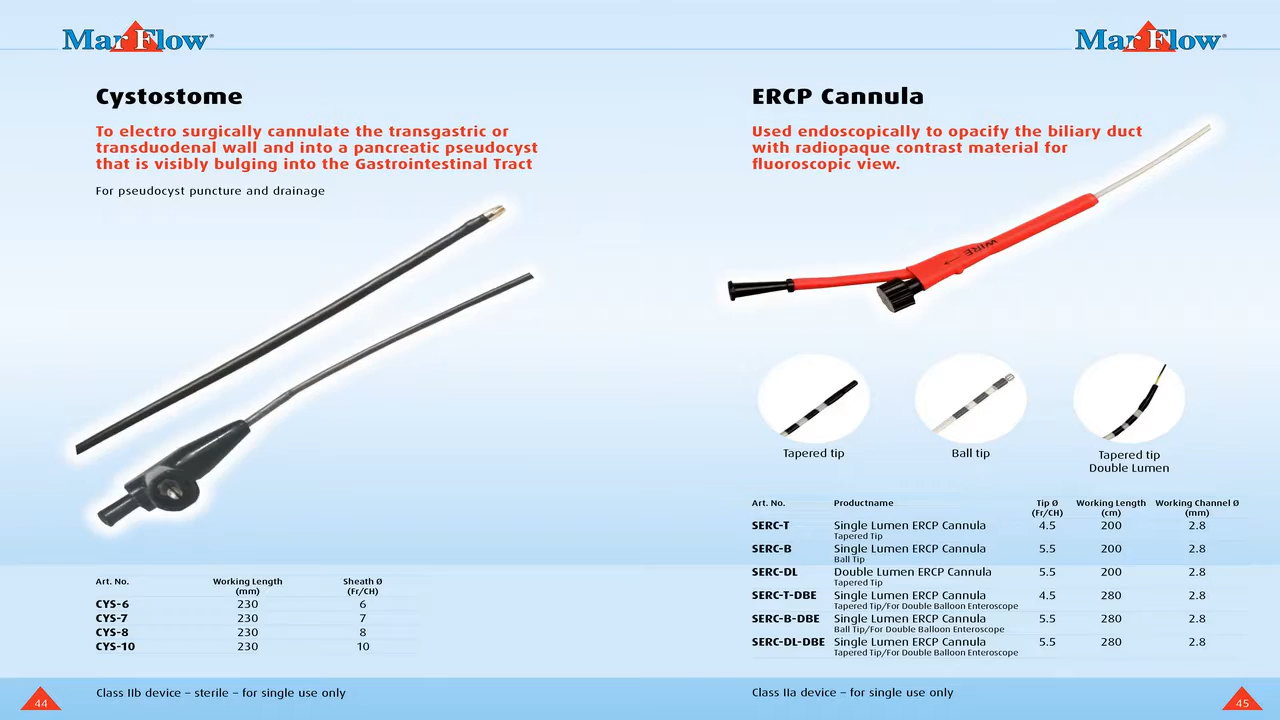 Mar Flow®
Cystostome
To electro surgically cannulate the transgastric or
transduodenal wall and into a pancreatic pseudocyst
that is visibly bulging into the Gastrointestinal Tract
For pseudocyst puncture and drainage
Art. No. Working Length (mm) Sheath Ø (Fr/CH)
CYS-6 230 6
CYS-7 230 7
CYS-8 230 8
CYS-10 230 10
Class IIb device – sterile – for single use only
44
Mar Flow®
ERCP Cannula
Used endoscopically to opacify the biliary duct
with radiopaque contrast material for
fluoroscopic view.
WIRE
Tapered tip
Ball tip
Tapered tip
Double Lumen
Art. No. Productname Tip Ø (Fr/CH) Working Length (cm) Working Channel Ø (mm)
SERC-T Single Lumen ERCP Cannula 4.5 200 2.8
Tapered Tip
SERC-B Single Lumen ERCP Cannula 5.5 200 2.8
Ball Tip
SERC-DL Double Lumen ERCP Cannula 5.5 200 2.8
Tapered Tip
SERC-T-DBE Single Lumen ERCP Cannula 4.5 280 2.8
Tapered Tip/For Double Balloon Enteroscope
SERC-B-DBE Single Lumen ERCP Cannula 5.5 280 2.8
Ball Tip/For Double Balloon Enteroscope
SERC-DL-DBE Single Lumen ERCP Cannula 5.5 280 2.8
Tapered Tip/For Double Balloon Enteroscope
Class IIa device – for single use only
45